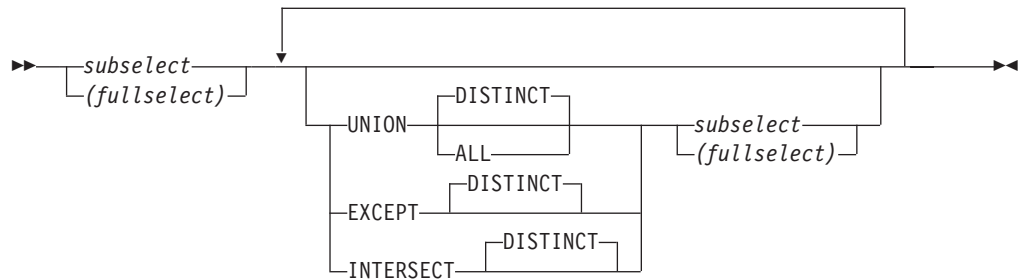 subselect
(fullselect)
DISTINCT
UNION
ALL
subselect
(fullselect)
DISTINCT
EXCEPT
DISTINCT
INTERSECT